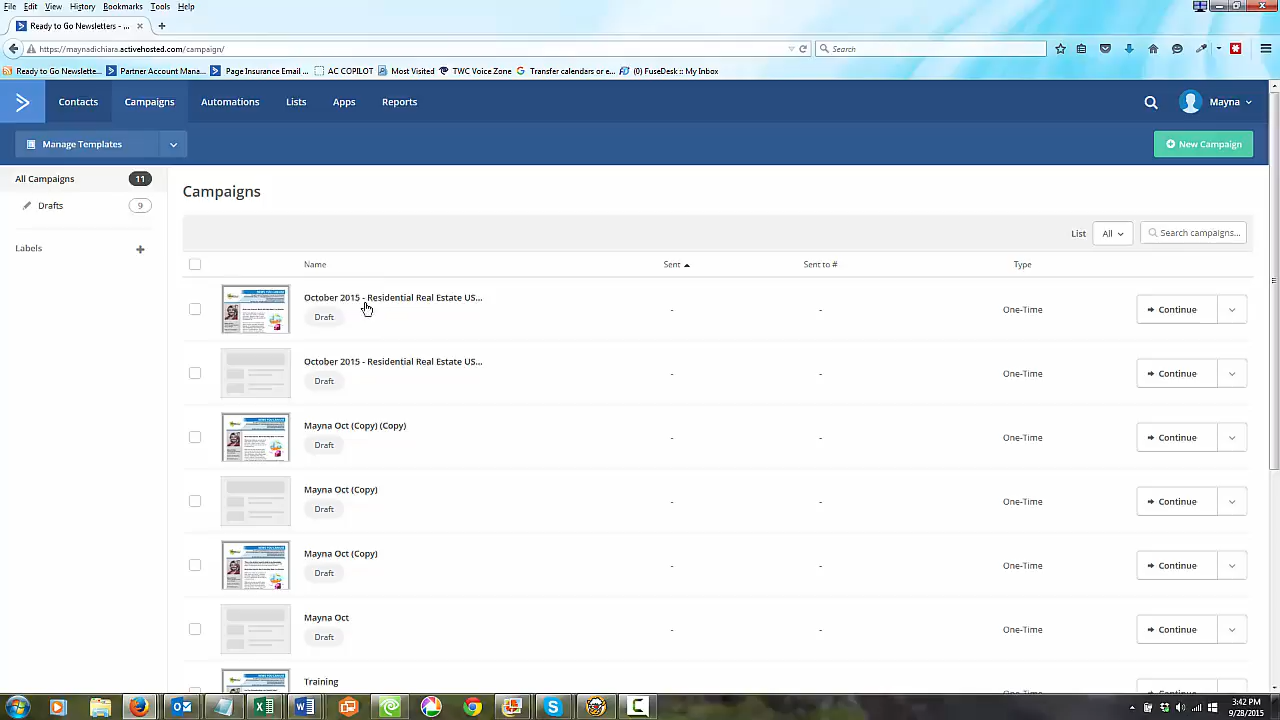 File Edit View History Bookmarks Tools Help
Ready to Go Newsletters - ... × +
https://maynadichiara.activehosted.com/campaign/ Search
Ready to Go Newslette... Partner Account Mana... Page Insurance Email ... AC COPILOT Most Visited TWC Voice Zone Transfer calendars or e... (0) FuseDesk :: My Inbox
Contacts Campaigns Automations Lists Apps Reports Mayna
Manage Templates New Campaign
All Campaigns 11
Drafts 9
Labels +
Campaigns
List All Search campaigns...
Name Sent Sent to # Type
October 2015 - Residential Real Estate US... 
Draft - - One-Time Continue
October 2015 - Residential Real Estate US...
Draft - - One-Time Continue
Mayna Oct (Copy) (Copy)
Draft - - One-Time Continue
Mayna Oct (Copy)
Draft - - One-Time Continue
Mayna Oct (Copy)
Draft - - One-Time Continue
Mayna Oct
Draft - - One-Time Continue
Training
3:42 PM
9/28/2015